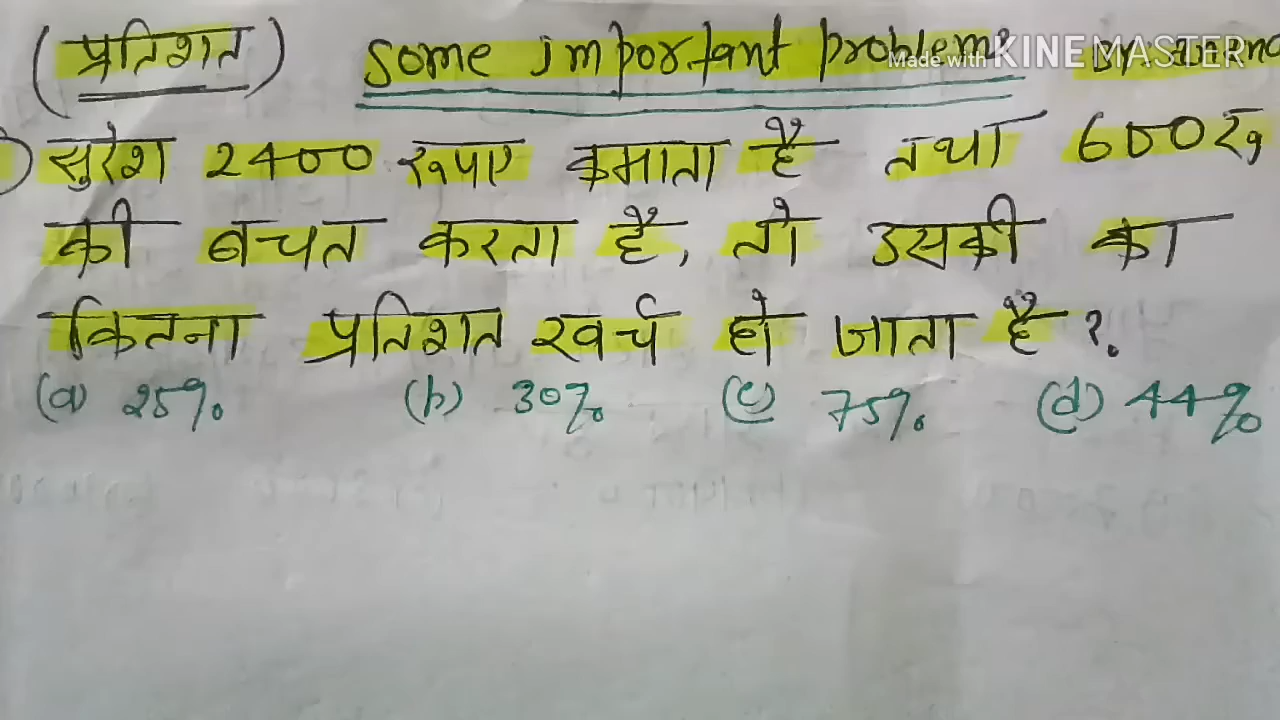 (प्रतिशत) Some important problems
Made with KINEMASTER
सुरेश 2400 रूपए कमाता है तथा 600रु
की बचत करता है, तो उसकी का
कितना प्रतिशत खर्च हो जाता है ?
(a) 25% (b) 30% (c) 75% (d) 44%